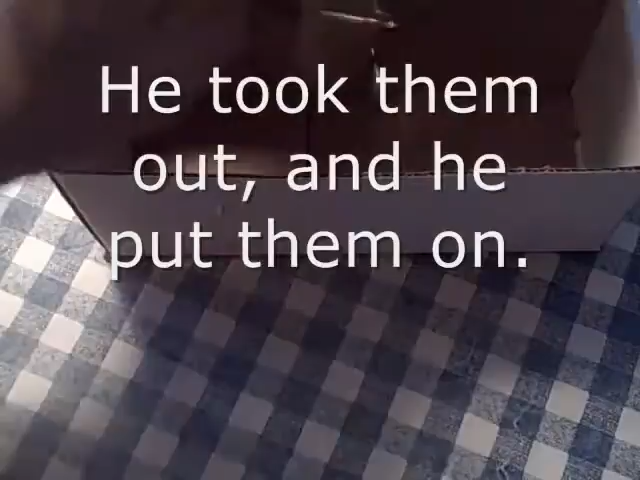 He took them
out, and he
put them on.